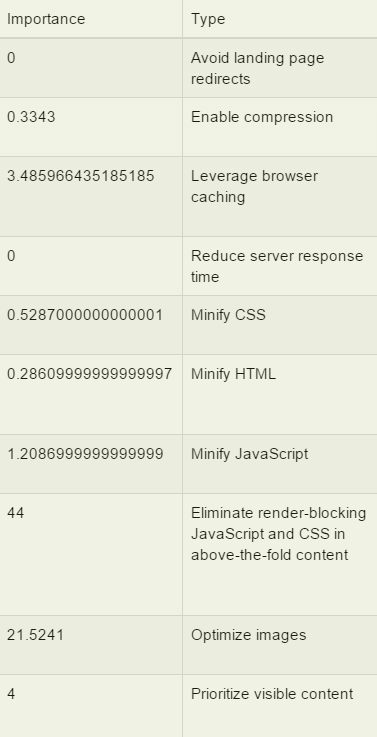 Importance Type
0 Avoid landing page
redirects
0.3343 Enable compression
3.485966435185185 Leverage browser
caching
0 Reduce server response
time
0.5287000000000001 Minify CSS
0.28609999999999997 Minify HTML
1.2086999999999999 Minify JavaScript
44 Eliminate render-blocking
JavaScript and CSS in
above-the-fold content
21.5241 Optimize images
4 Prioritize visible content